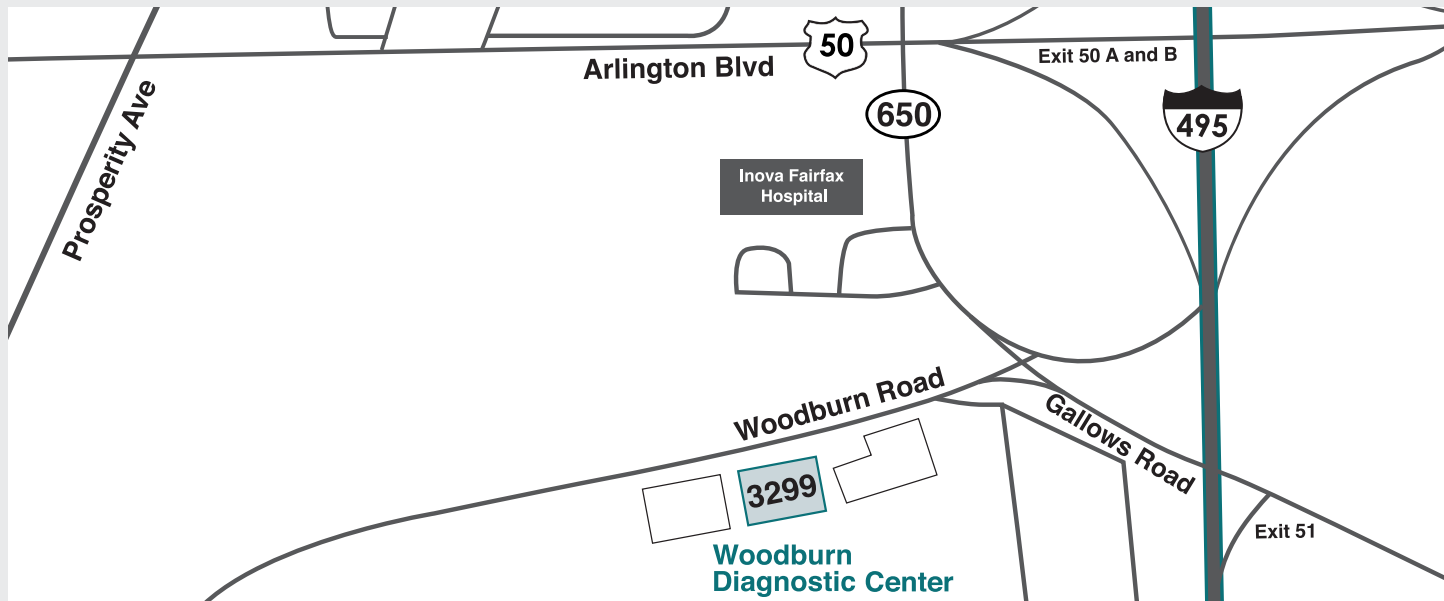 50
Exit 50 A and B
Arlington Blvd
Prosperity Ave
650
495
Inova Fairfax
Hospital
Woodburn Road
Gallows Road
3299
Exit 51
Woodburn
Diagnostic Center